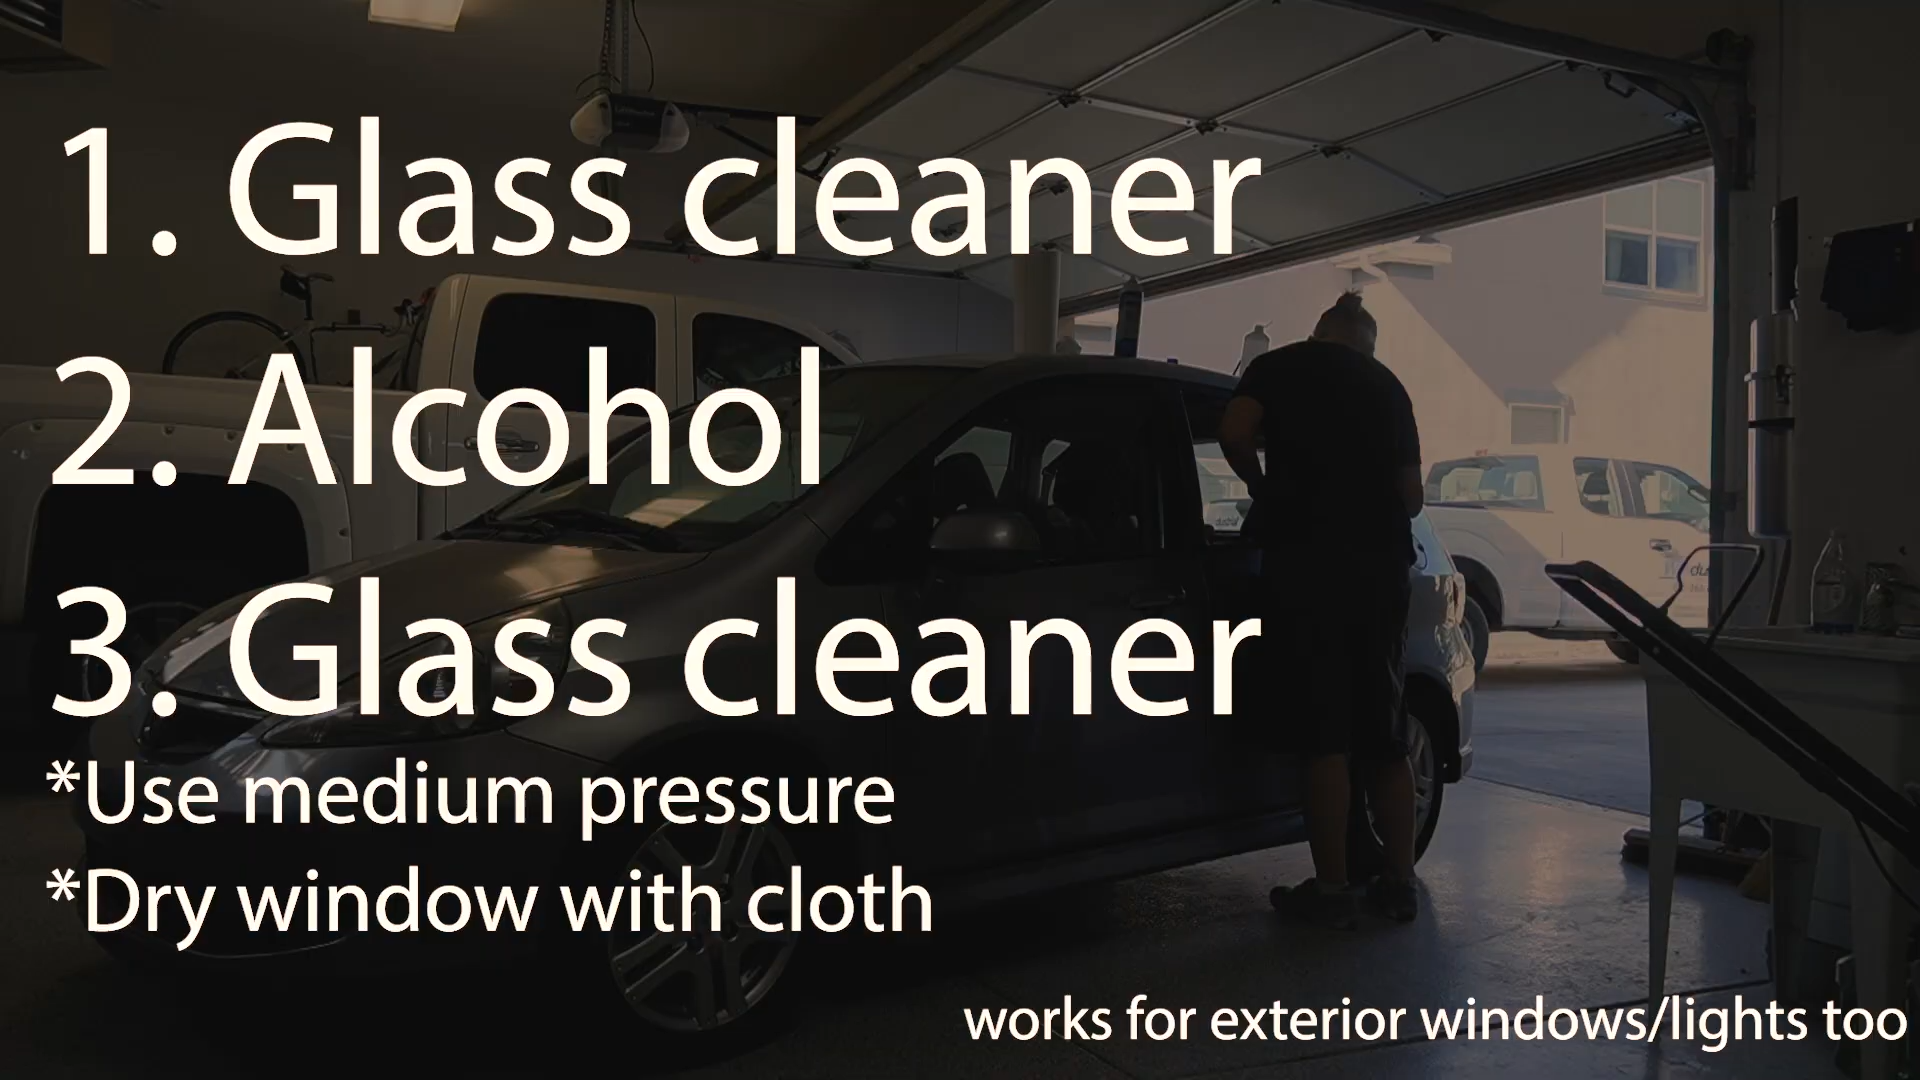 1. Glass cleaner
2. Alcohol
3. Glass cleaner
*Use medium pressure
*Dry window with cloth
works for exterior windows/lights too